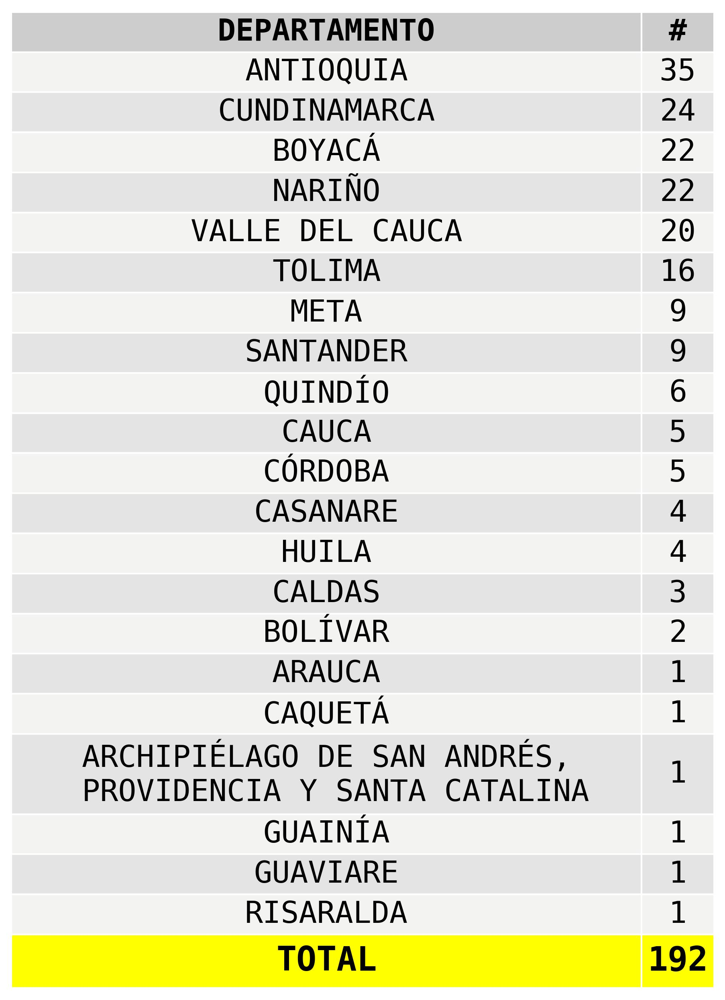 DEPARTAMENTO #
ANTIOQUIA 35
CUNDINAMARCA 24
BOYACÁ 22
NARIÑO 22
VALLE DEL CAUCA 20
TOLIMA 16
META 9
SANTANDER 9
QUINDÍO 6
CAUCA 5
CÓRDOBA 5
CASANARE 4
HUILA 4
CALDAS 3
BOLÍVAR 2
ARAUCA 1
CAQUETÁ 1
ARCHIPIÉLAGO DE SAN ANDRÉS,
PROVIDENCIA Y SANTA CATALINA 1
GUAINÍA 1
GUAVIARE 1
RISARALDA 1
TOTAL 192